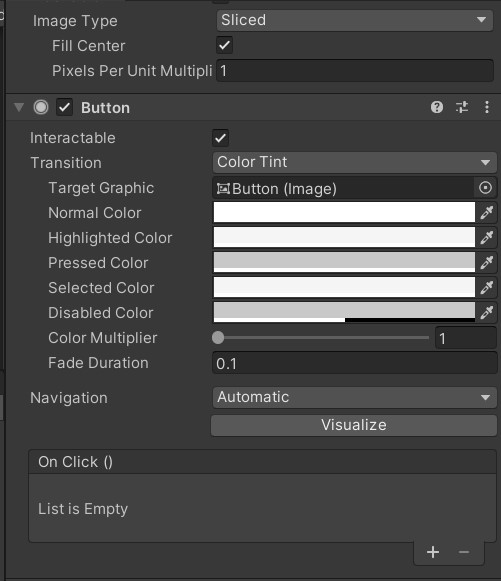 Image Type Sliced
Fill Center
Pixels Per Unit Multipli 1
Button
Interactable
Transition Color Tint
Target Graphic Button (Image)
Normal Color
Highlighted Color
Pressed Color
Selected Color
Disabled Color
Color Multiplier 1
Fade Duration 0.1
Navigation Automatic
Visualize
On Click ()
List is Empty